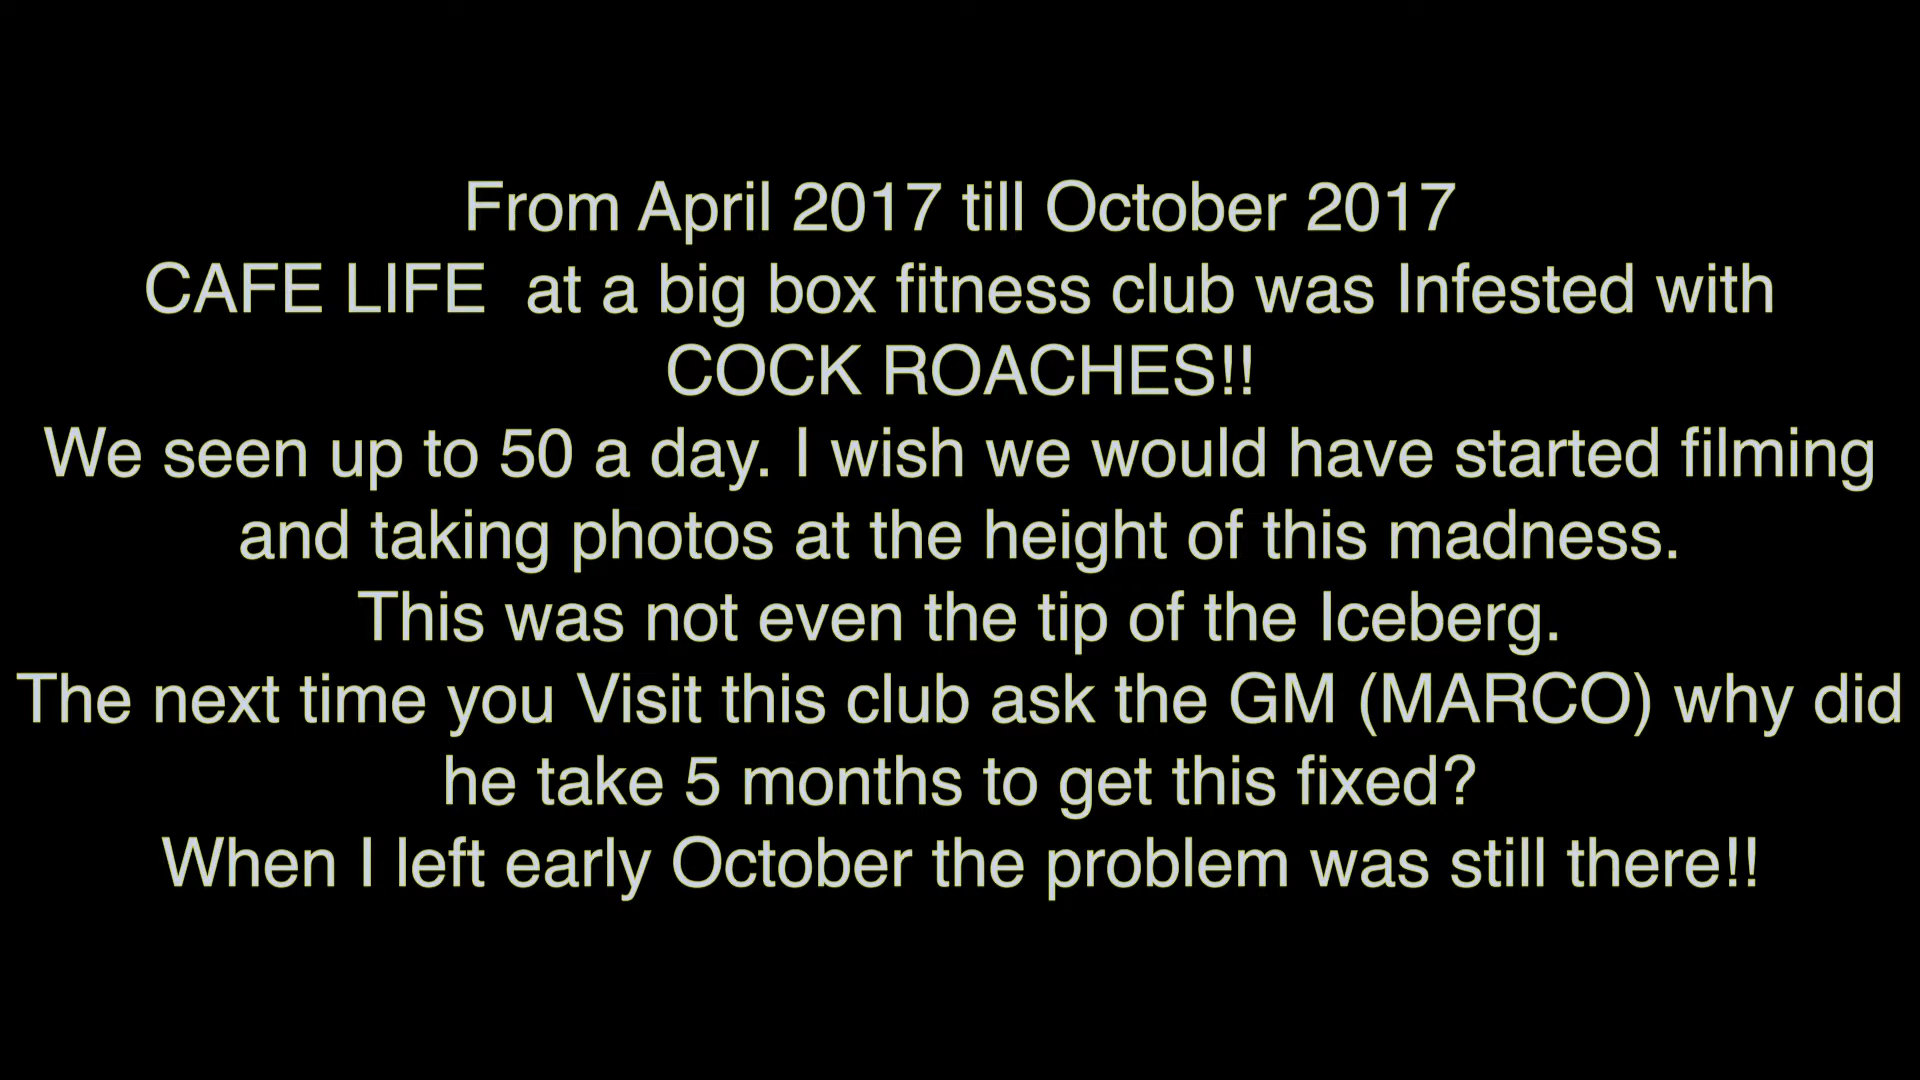 From April 2017 till October 2017
CAFE LIFE  at a big box fitness club was Infested with
COCK ROACHES!!
We seen up to 50 a day. I wish we would have started filming
and taking photos at the height of this madness.
This was not even the tip of the Iceberg.
The next time you Visit this club ask the GM (MARCO) why did
he take 5 months to get this fixed?
When I left early October the problem was still there!!